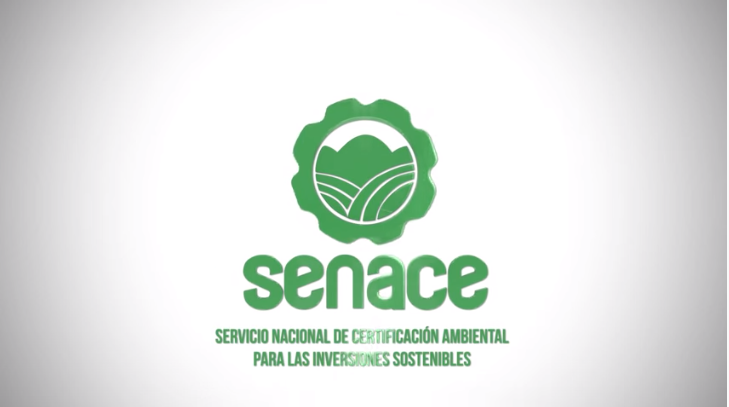 senace
SERVICIO NACIONAL DE CERTIFICACIÓN AMBIENTAL
PARA LAS INVERSIONES SOSTENIBLES